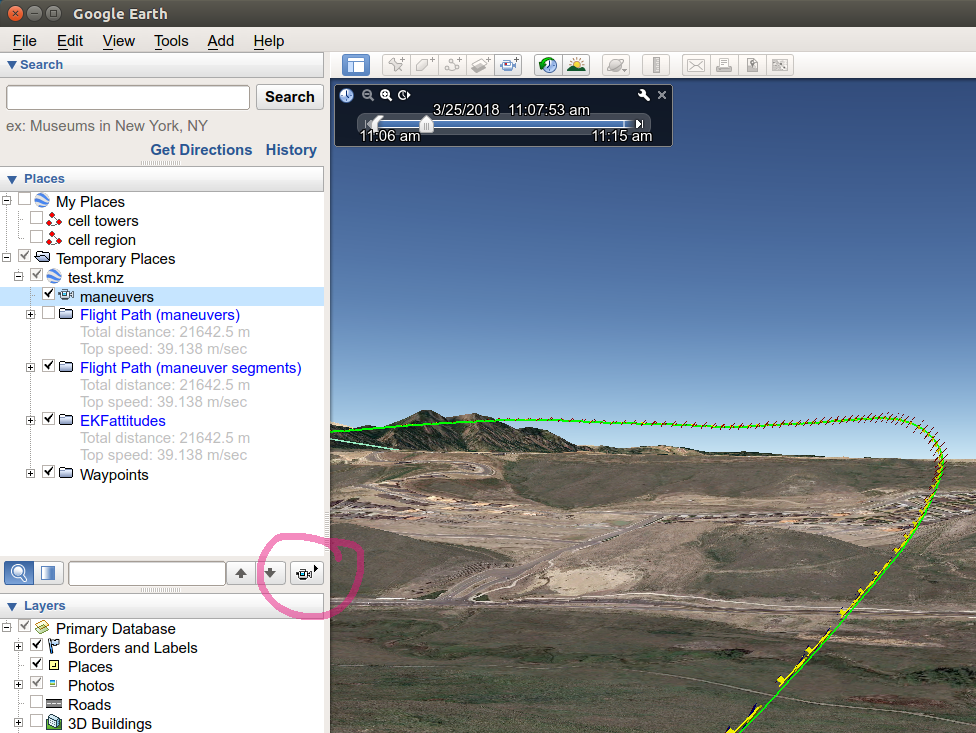 Google Earth
File Edit View Tools Add Help
Search
Search
ex: Museums in New York, NY
Get Directions History
3/25/2018 11:07:53 am
11:06 am 11:15 am
Places
My Places
cell towers
cell region
Temporary Places
test.kmz
maneuvers
Flight Path (maneuvers)
Total distance: 21642.5 m
Top speed: 39.138 m/sec
Flight Path (maneuver segments)
Total distance: 21642.5 m
Top speed: 39.138 m/sec
EKFattitudes
Total distance: 21642.5 m
Top speed: 39.138 m/sec
Waypoints
Layers
Primary Database
Borders and Labels
Places
Photos
Roads
3D Buildings